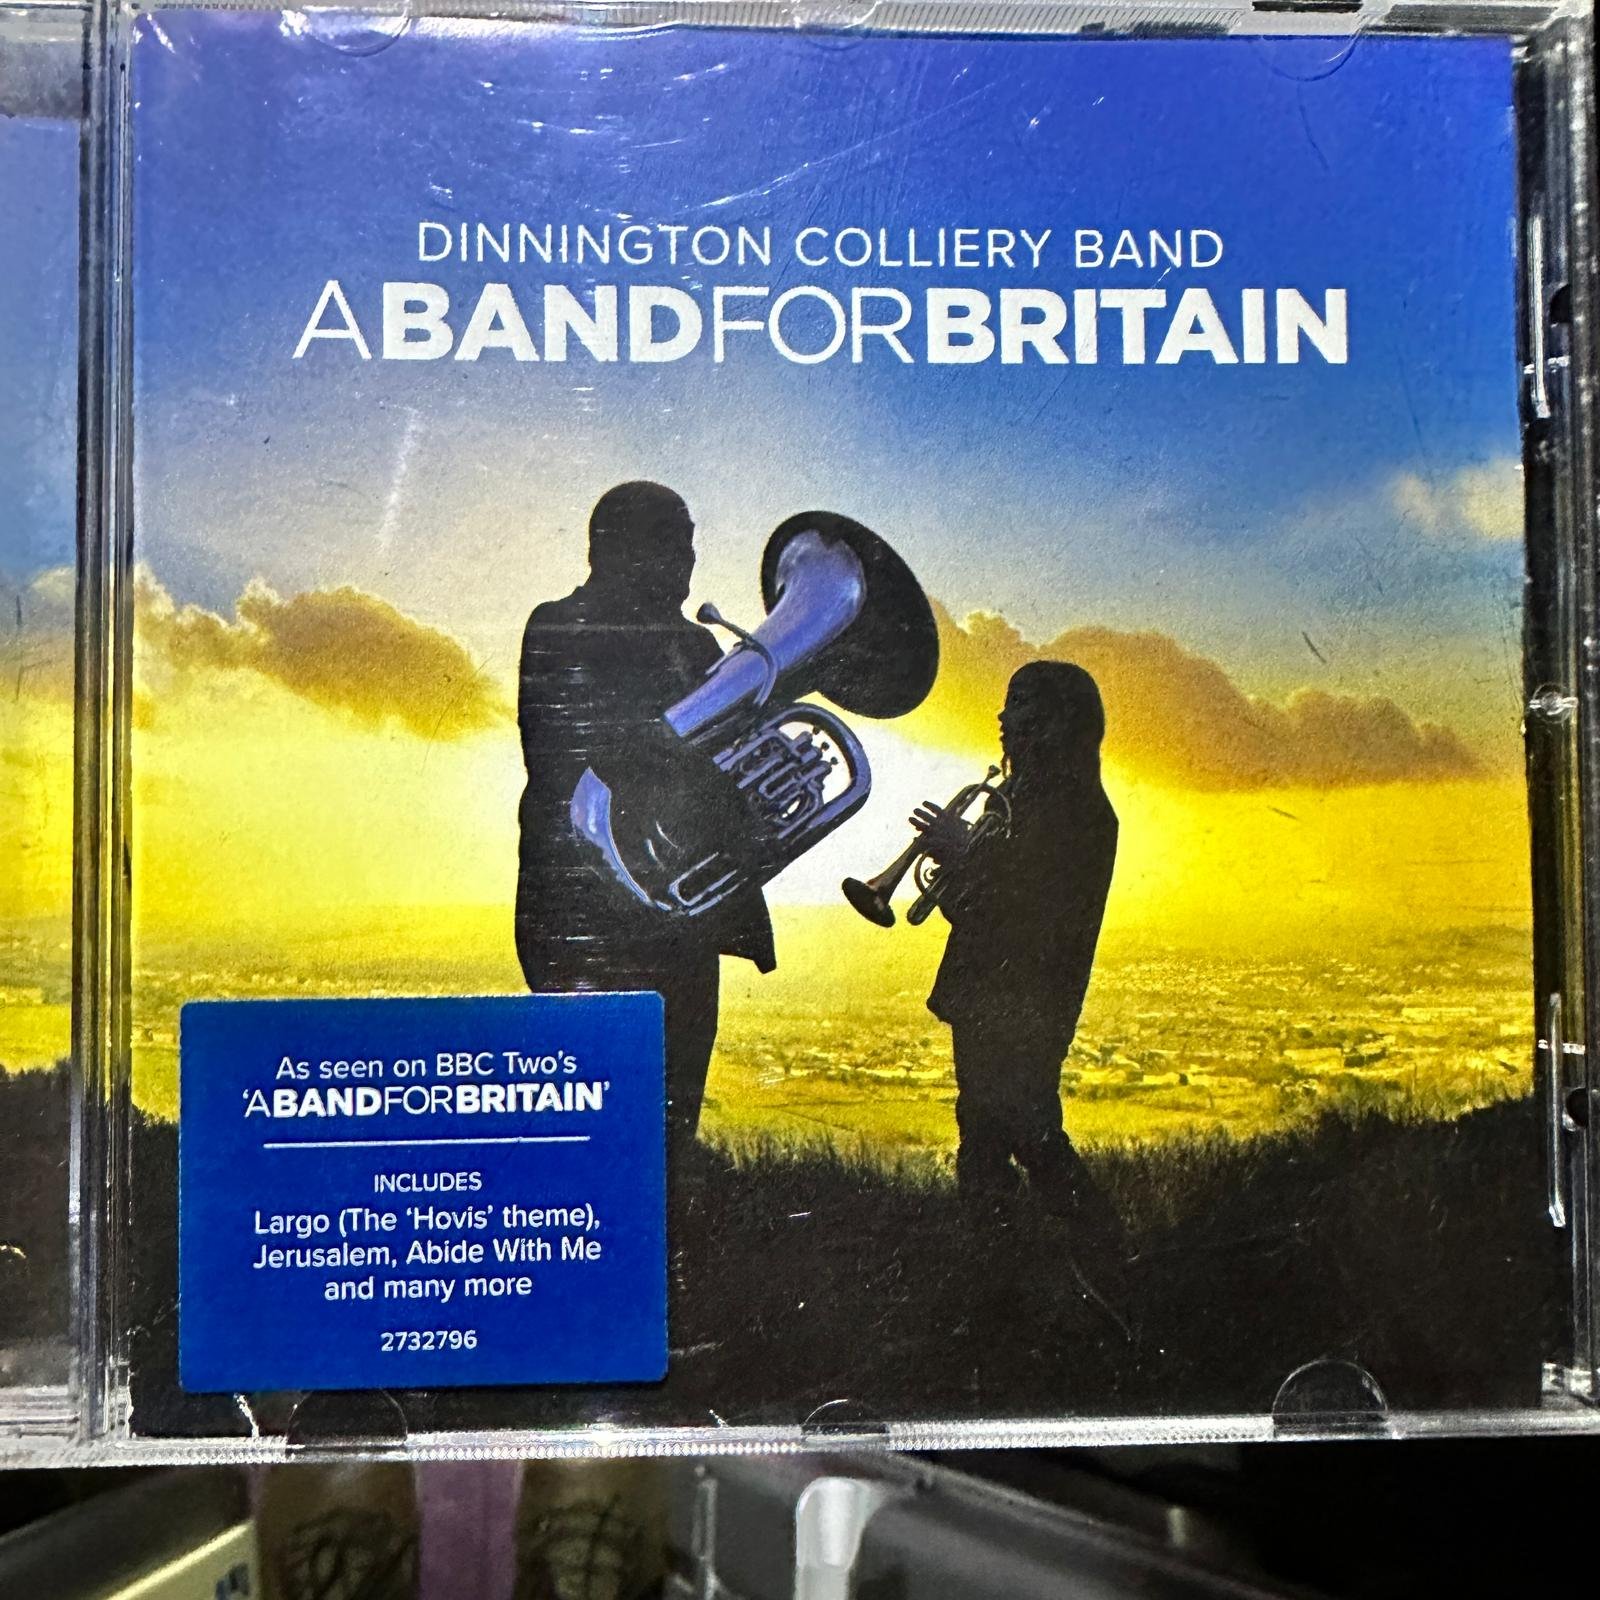 DINNINGTON COLLIERY BAND
A BANDFORBRITAIN
As seen on BBC Two's
'ABANDFORBRITAIN'
INCLUDES
Largo (The 'Hovis' theme),
Jerusalem, Abide With Me
and many more
2732796